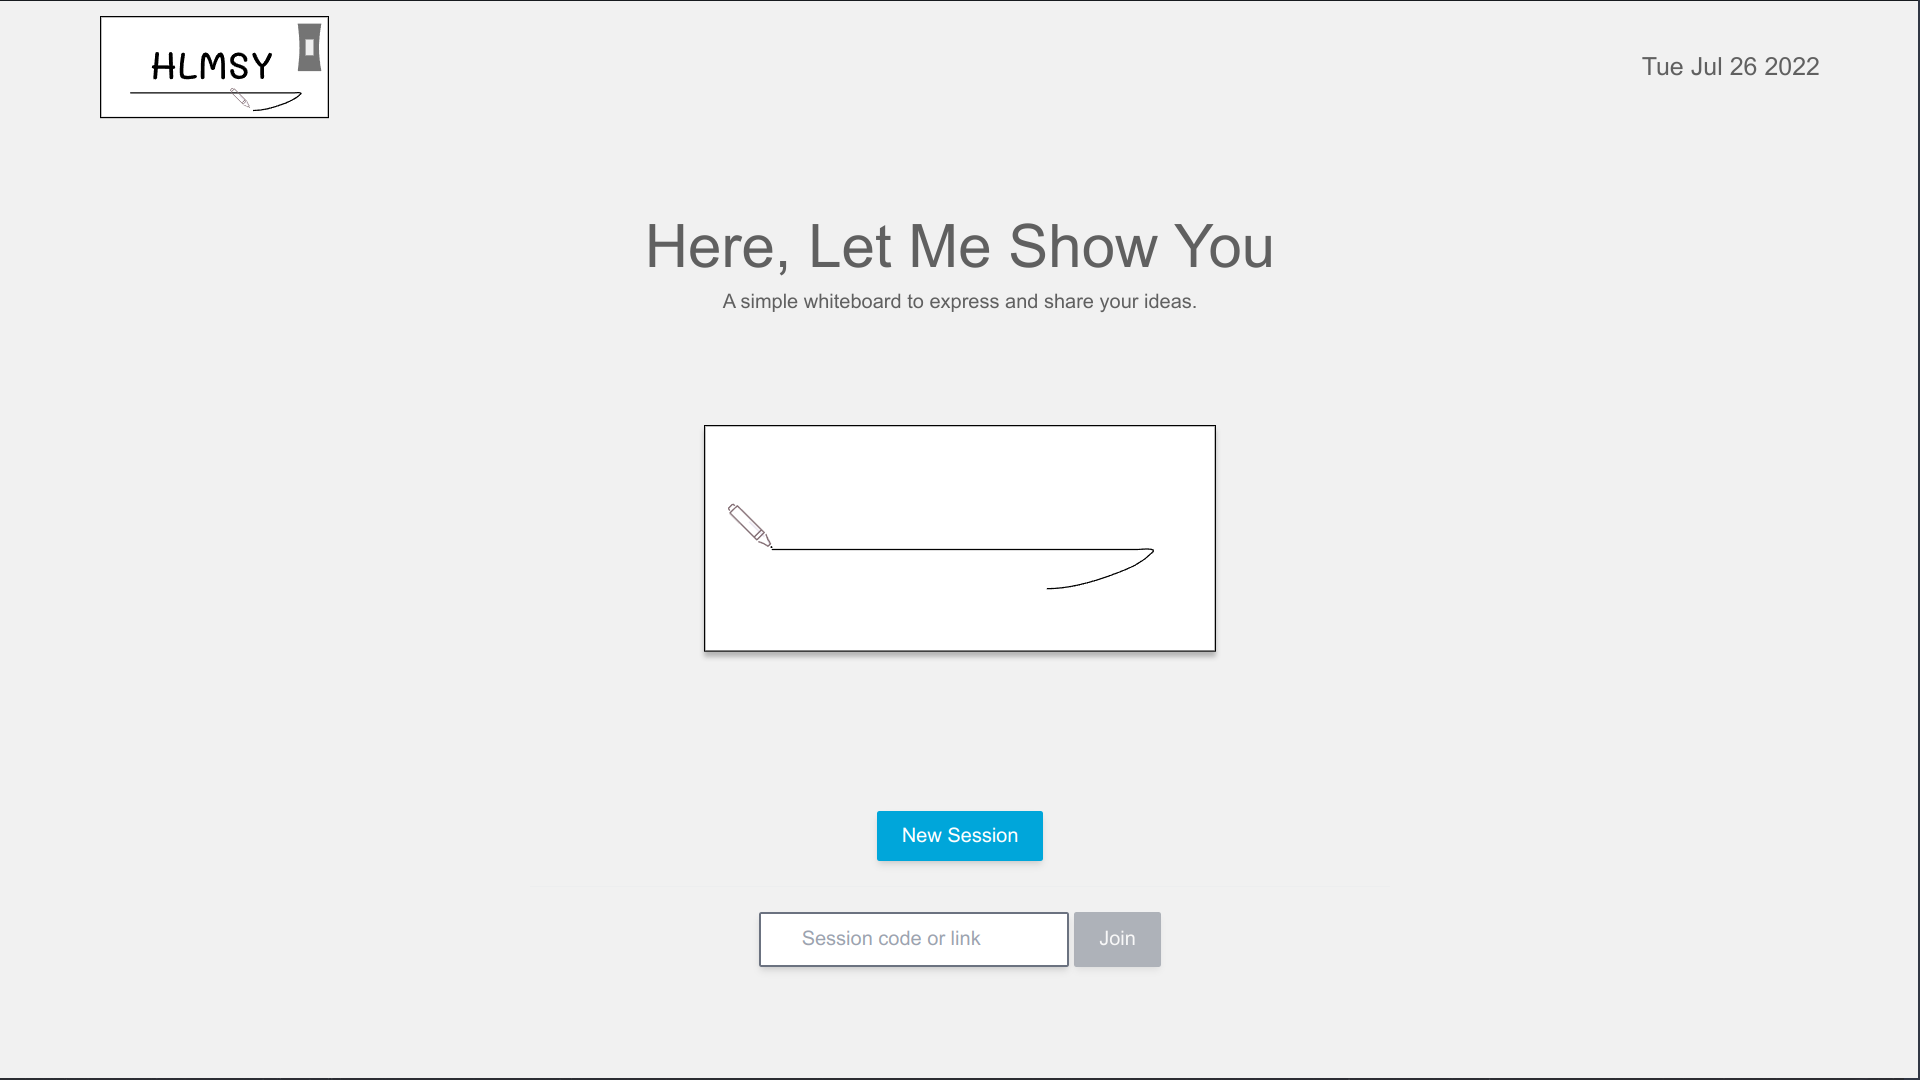 HLMSY
Tue Jul 26 2022
Here, Let Me Show You
A simple whiteboard to express and share your ideas.
New Session
Session code or link
Join